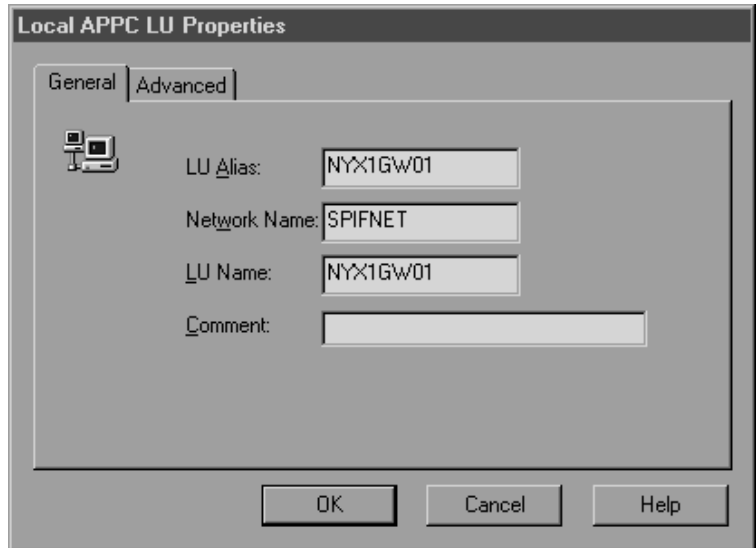 Local APPC LU Properties
General Advanced
LU Alias: NYX1GW01
Network Name: SPIFNET
LU Name: NYX1GW01
Comment:
OK Cancel Help